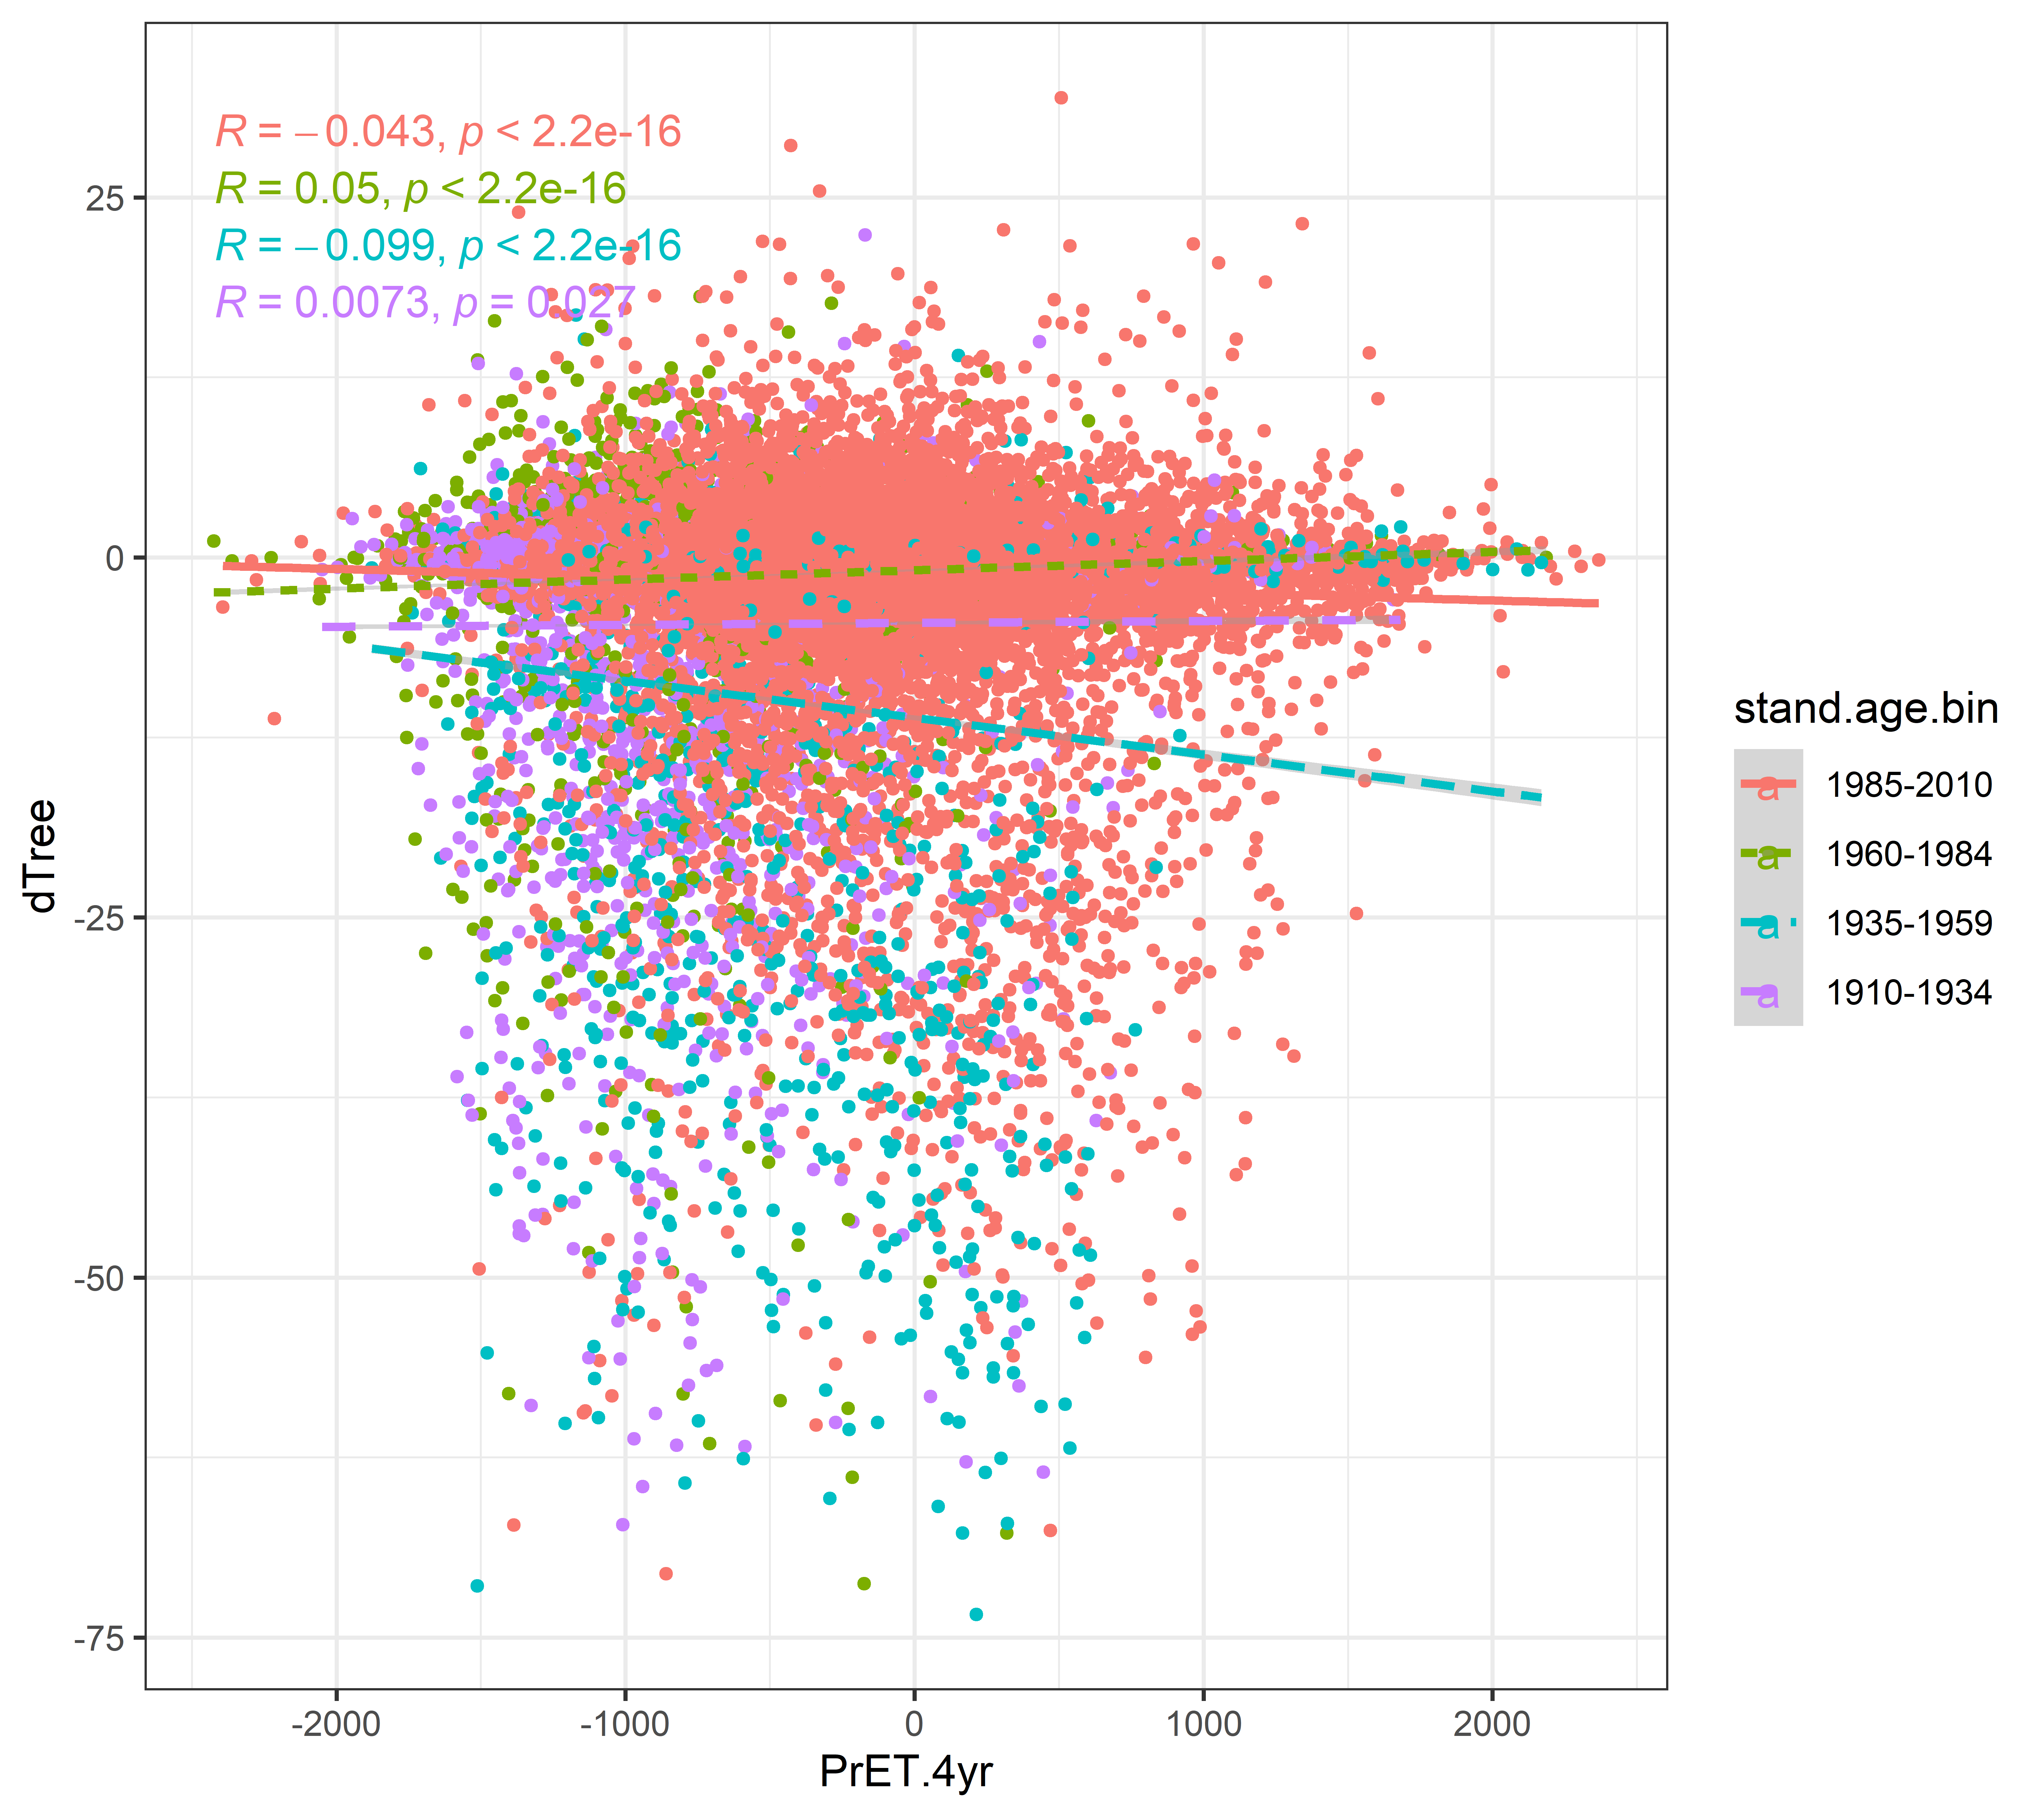 R = −0.043, p < 2.2e-16
R = 0.05, p < 2.2e-16
R = −0.099, p < 2.2e-16
R = 0.0073, p = 0.027
25
0
-25
-50
-75
dTree
-2000 -1000 0 1000 2000
PrET.4yr
stand.age.bin
a 1985-2010
a 1960-1984
a 1935-1959
a 1910-1934